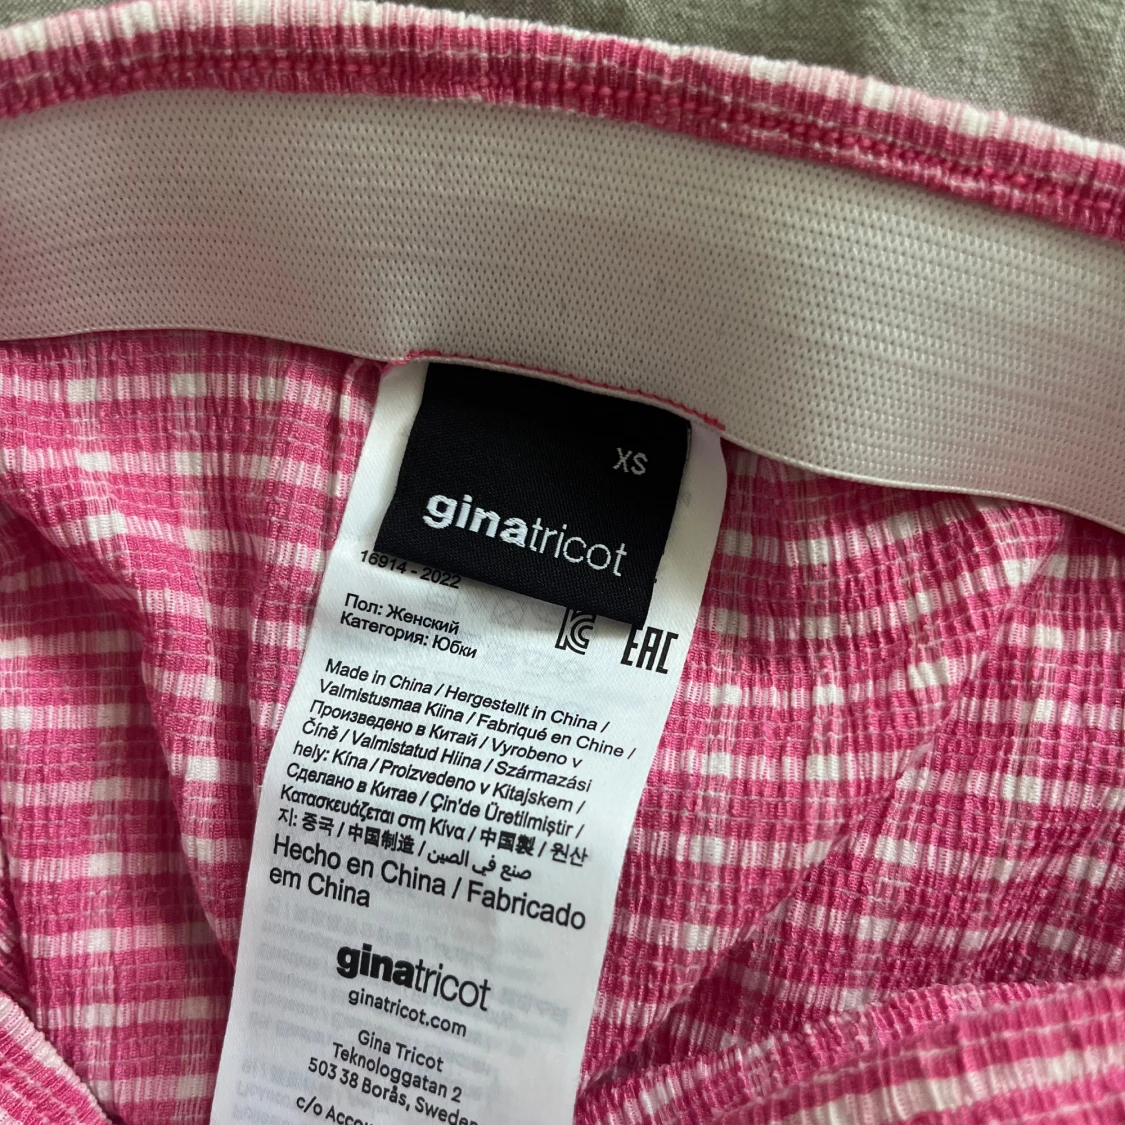 XS
ginatricot
16914 - 2022
Пол: Женский
Категория: Юбки
EAC
Made in China / Hergestellt in China /
Valmistusmaa Kiina / Fabriqué en Chine /
Произведено в Китай / Vyrobeno v
Číně / Valmistatud Hiina / Származási
hely: Kína / Proizvedeno v Kitajskem /
Сделано в Китае / Çin'de Üretilmiştir /
Κατασκευάζεται στη Κίνα / 中国製 / 원산
지: 중국 / 中国制造 / صنع في الصين
Hecho en China / Fabricado
em China
ginatricot
ginatricot.com
Gina Tricot
Teknologgatan 2
503 38 Borås, Sweden
c/o